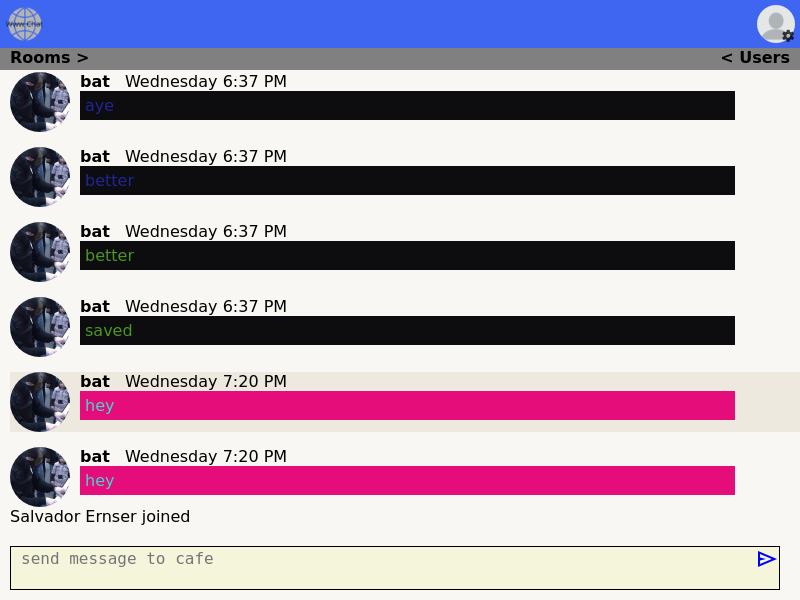 Www Chat
Rooms >
< Users
bat Wednesday 6:37 PM
aye
bat Wednesday 6:37 PM
better
bat Wednesday 6:37 PM
better
bat Wednesday 6:37 PM
saved
bat Wednesday 7:20 PM
hey
bat Wednesday 7:20 PM
hey
Salvador Ernser joined
send message to cafe